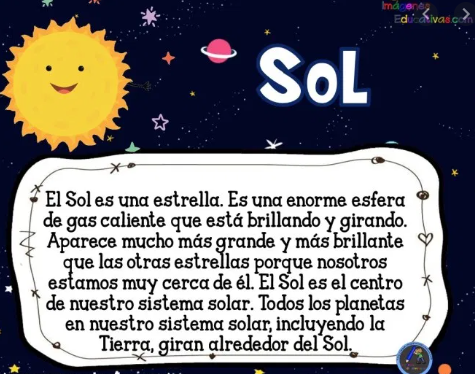 Imágenes
Educativas.com
SoL
El Sol es una estrella. Es una enorme esfera
de gas caliente que está brillando y girando.
Aparece mucho más grande y más brillante
que las otras estrellas porque nosotros
estamos muy cerca de él. El Sol es el centro
de nuestro sistema solar. Todos los planetas
en nuestro sistema solar, incluyendo la
Tierra, giran alrededor del Sol.